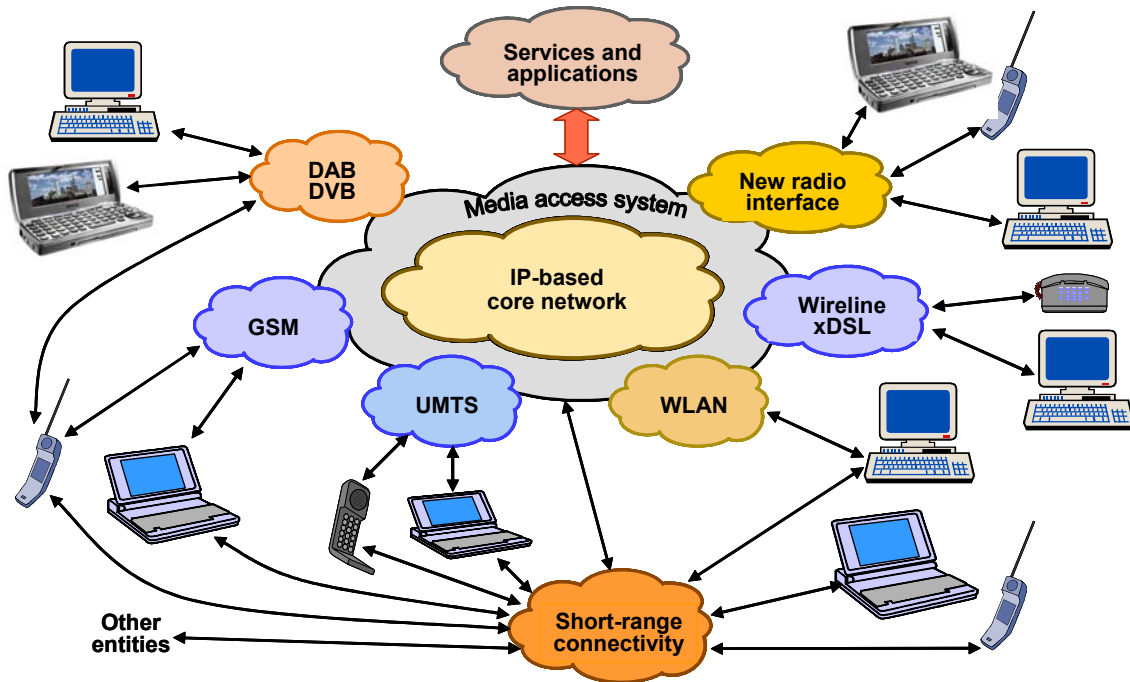 Services and
applications
DAB
DVB
Media access system
New radio
interface
IP-based
core network
GSM
Wireline
xDSL
UMTS
WLAN
Other
entities
Short-range
connectivity